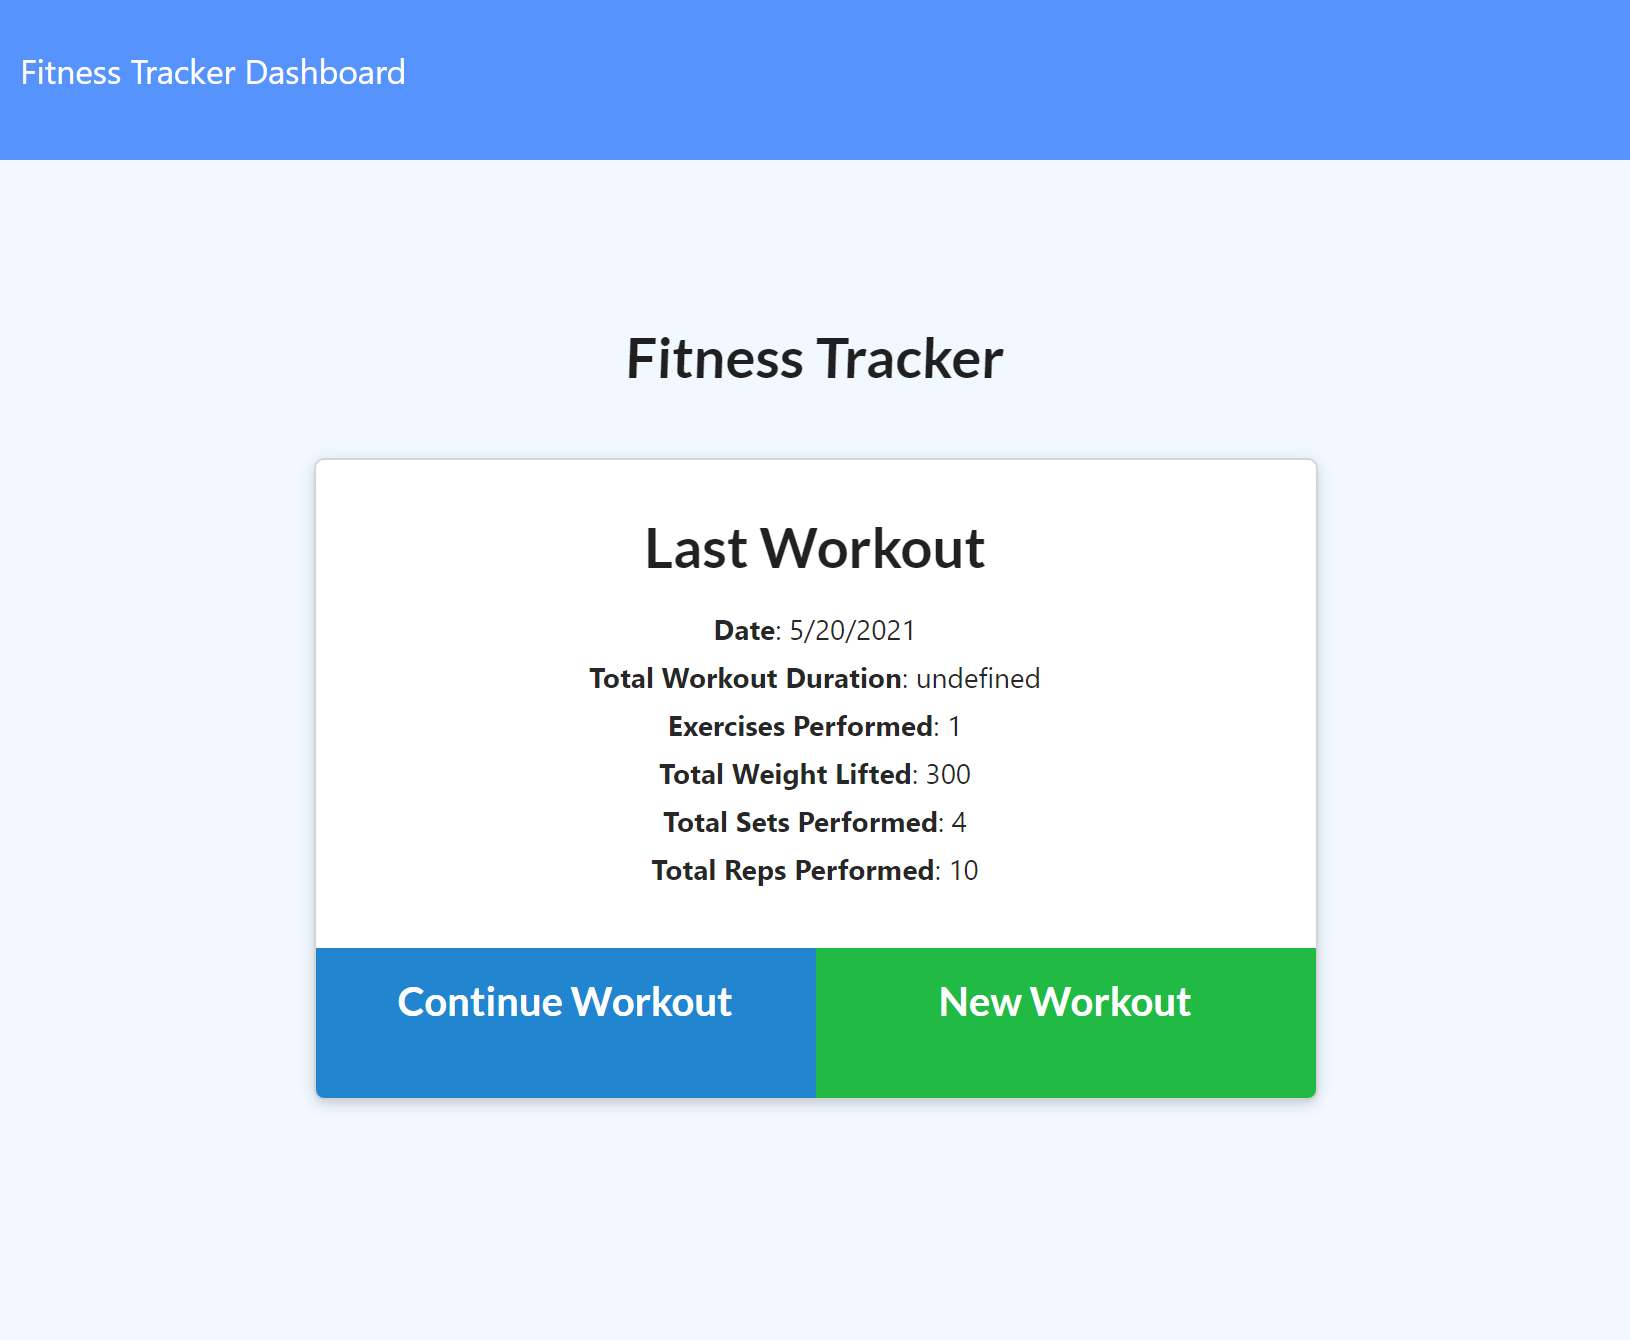 Fitness Tracker Dashboard
Fitness Tracker
Last Workout
Date: 5/20/2021
Total Workout Duration: undefined
Exercises Performed: 1
Total Weight Lifted: 300
Total Sets Performed: 4
Total Reps Performed: 10
Continue Workout
New Workout